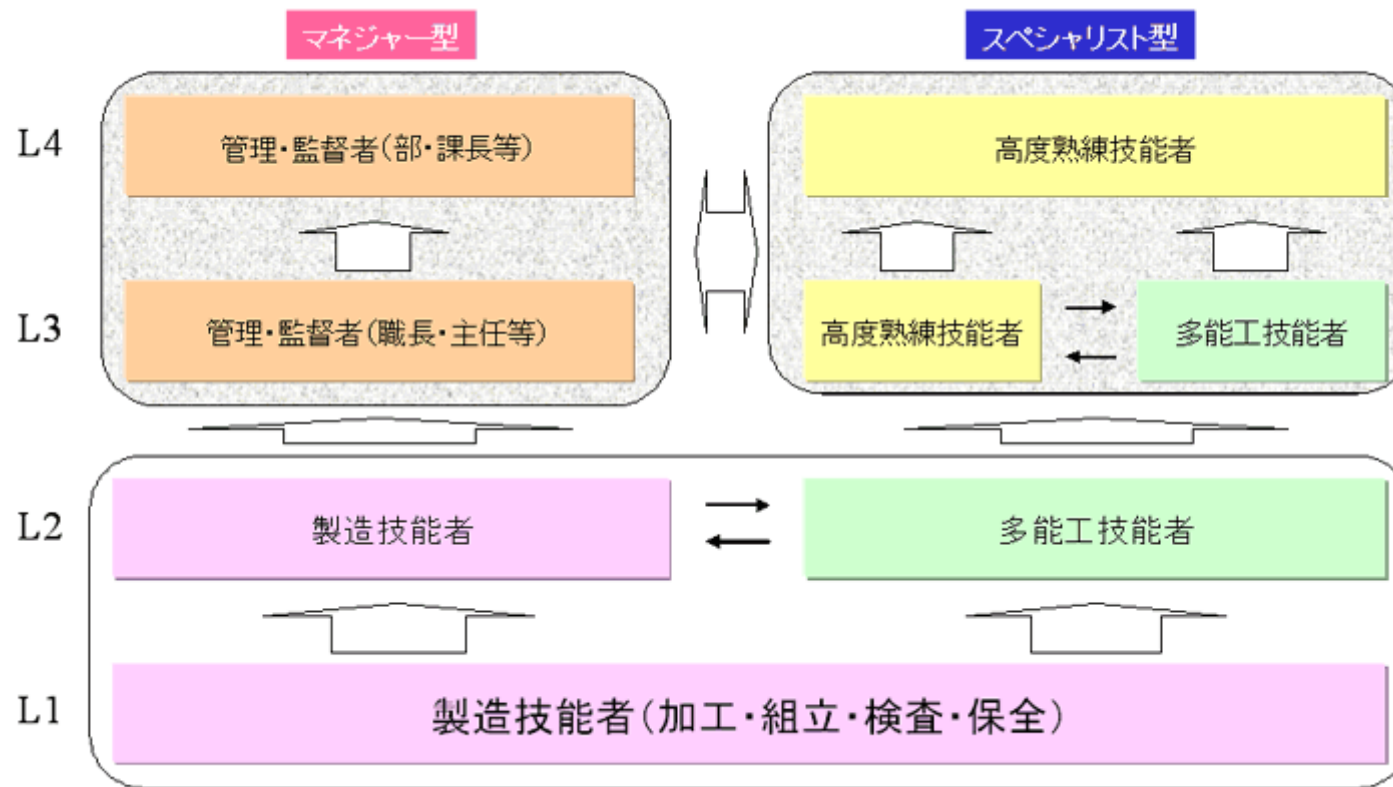 マネジャー型
スペシャリスト型
L4
管理・監督者(部・課長等)
高度熟練技能者
L3
管理・監督者(職長・主任等)
高度熟練技能者
多能工技能者
L2
製造技能者
多能工技能者
L1
製造技能者(加工・組立・検査・保全)